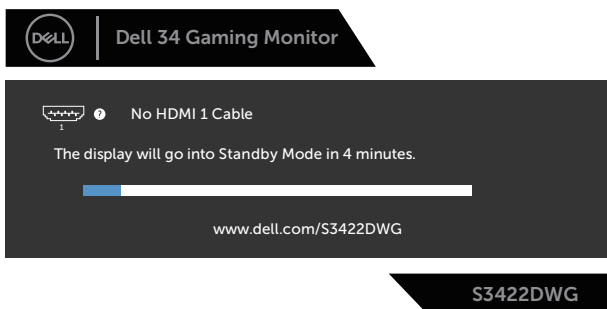 DELL
Dell 34 Gaming Monitor
1
?
No HDMI 1 Cable
The display will go into Standby Mode in 4 minutes.
www.dell.com/S3422DWG
S3422DWG